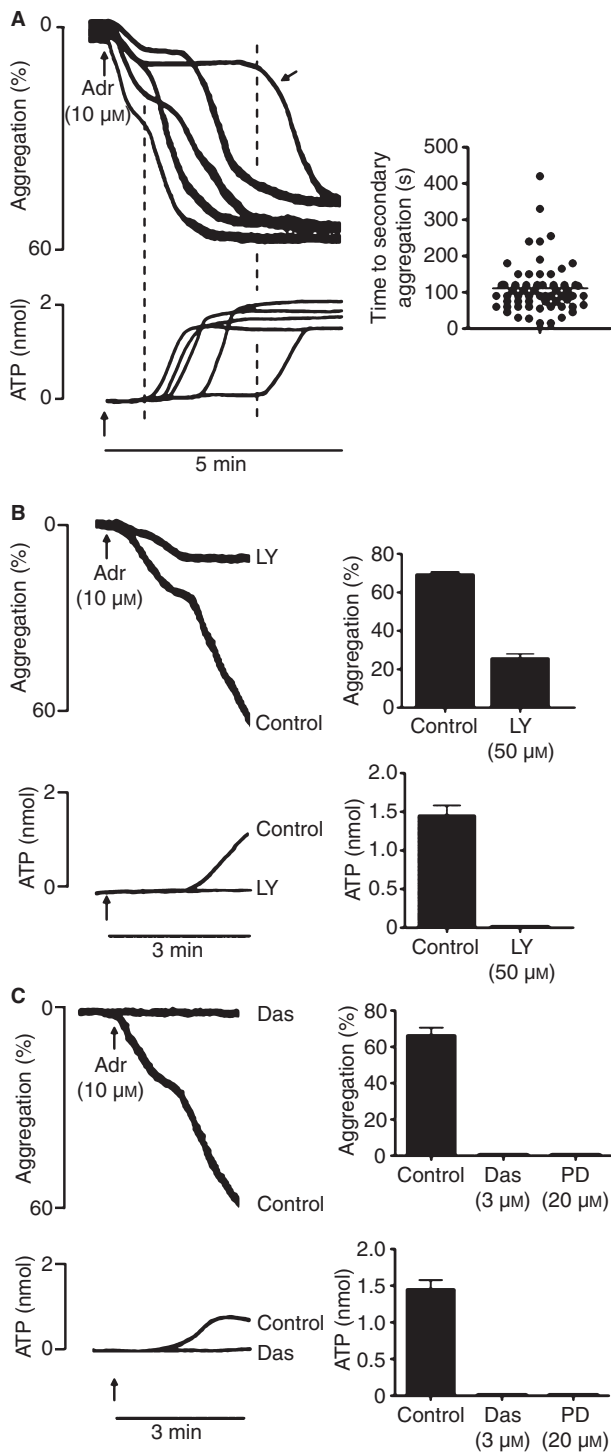 A
0
Adr
(10 µM)
Aggregation (%)
60
2
ATP (nmol)
0
5 min
500
400
300
200
100
0
Time to secondary
aggregation (s)
B
0
Adr
(10 µM)
Aggregation (%)
60
LY
Control
2
ATP (nmol)
0
Control
LY
3 min
80
60
40
20
0
Aggregation (%)
Control
LY
(50 µM)
2.0
1.5
1.0
0.5
0
ATP (nmol)
Control
LY
(50 µM)
C
0
Das
Adr
(10 µM)
Aggregation (%)
60
Control
2
ATP (nmol)
0
Control
Das
3 min
80
60
40
20
0
Aggregation (%)
Control Das PD
(3 µM) (20 µM)
2.0
1.5
1.0
0.5
0
ATP (nmol)
Control Das PD
(3 µM) (20 µM)